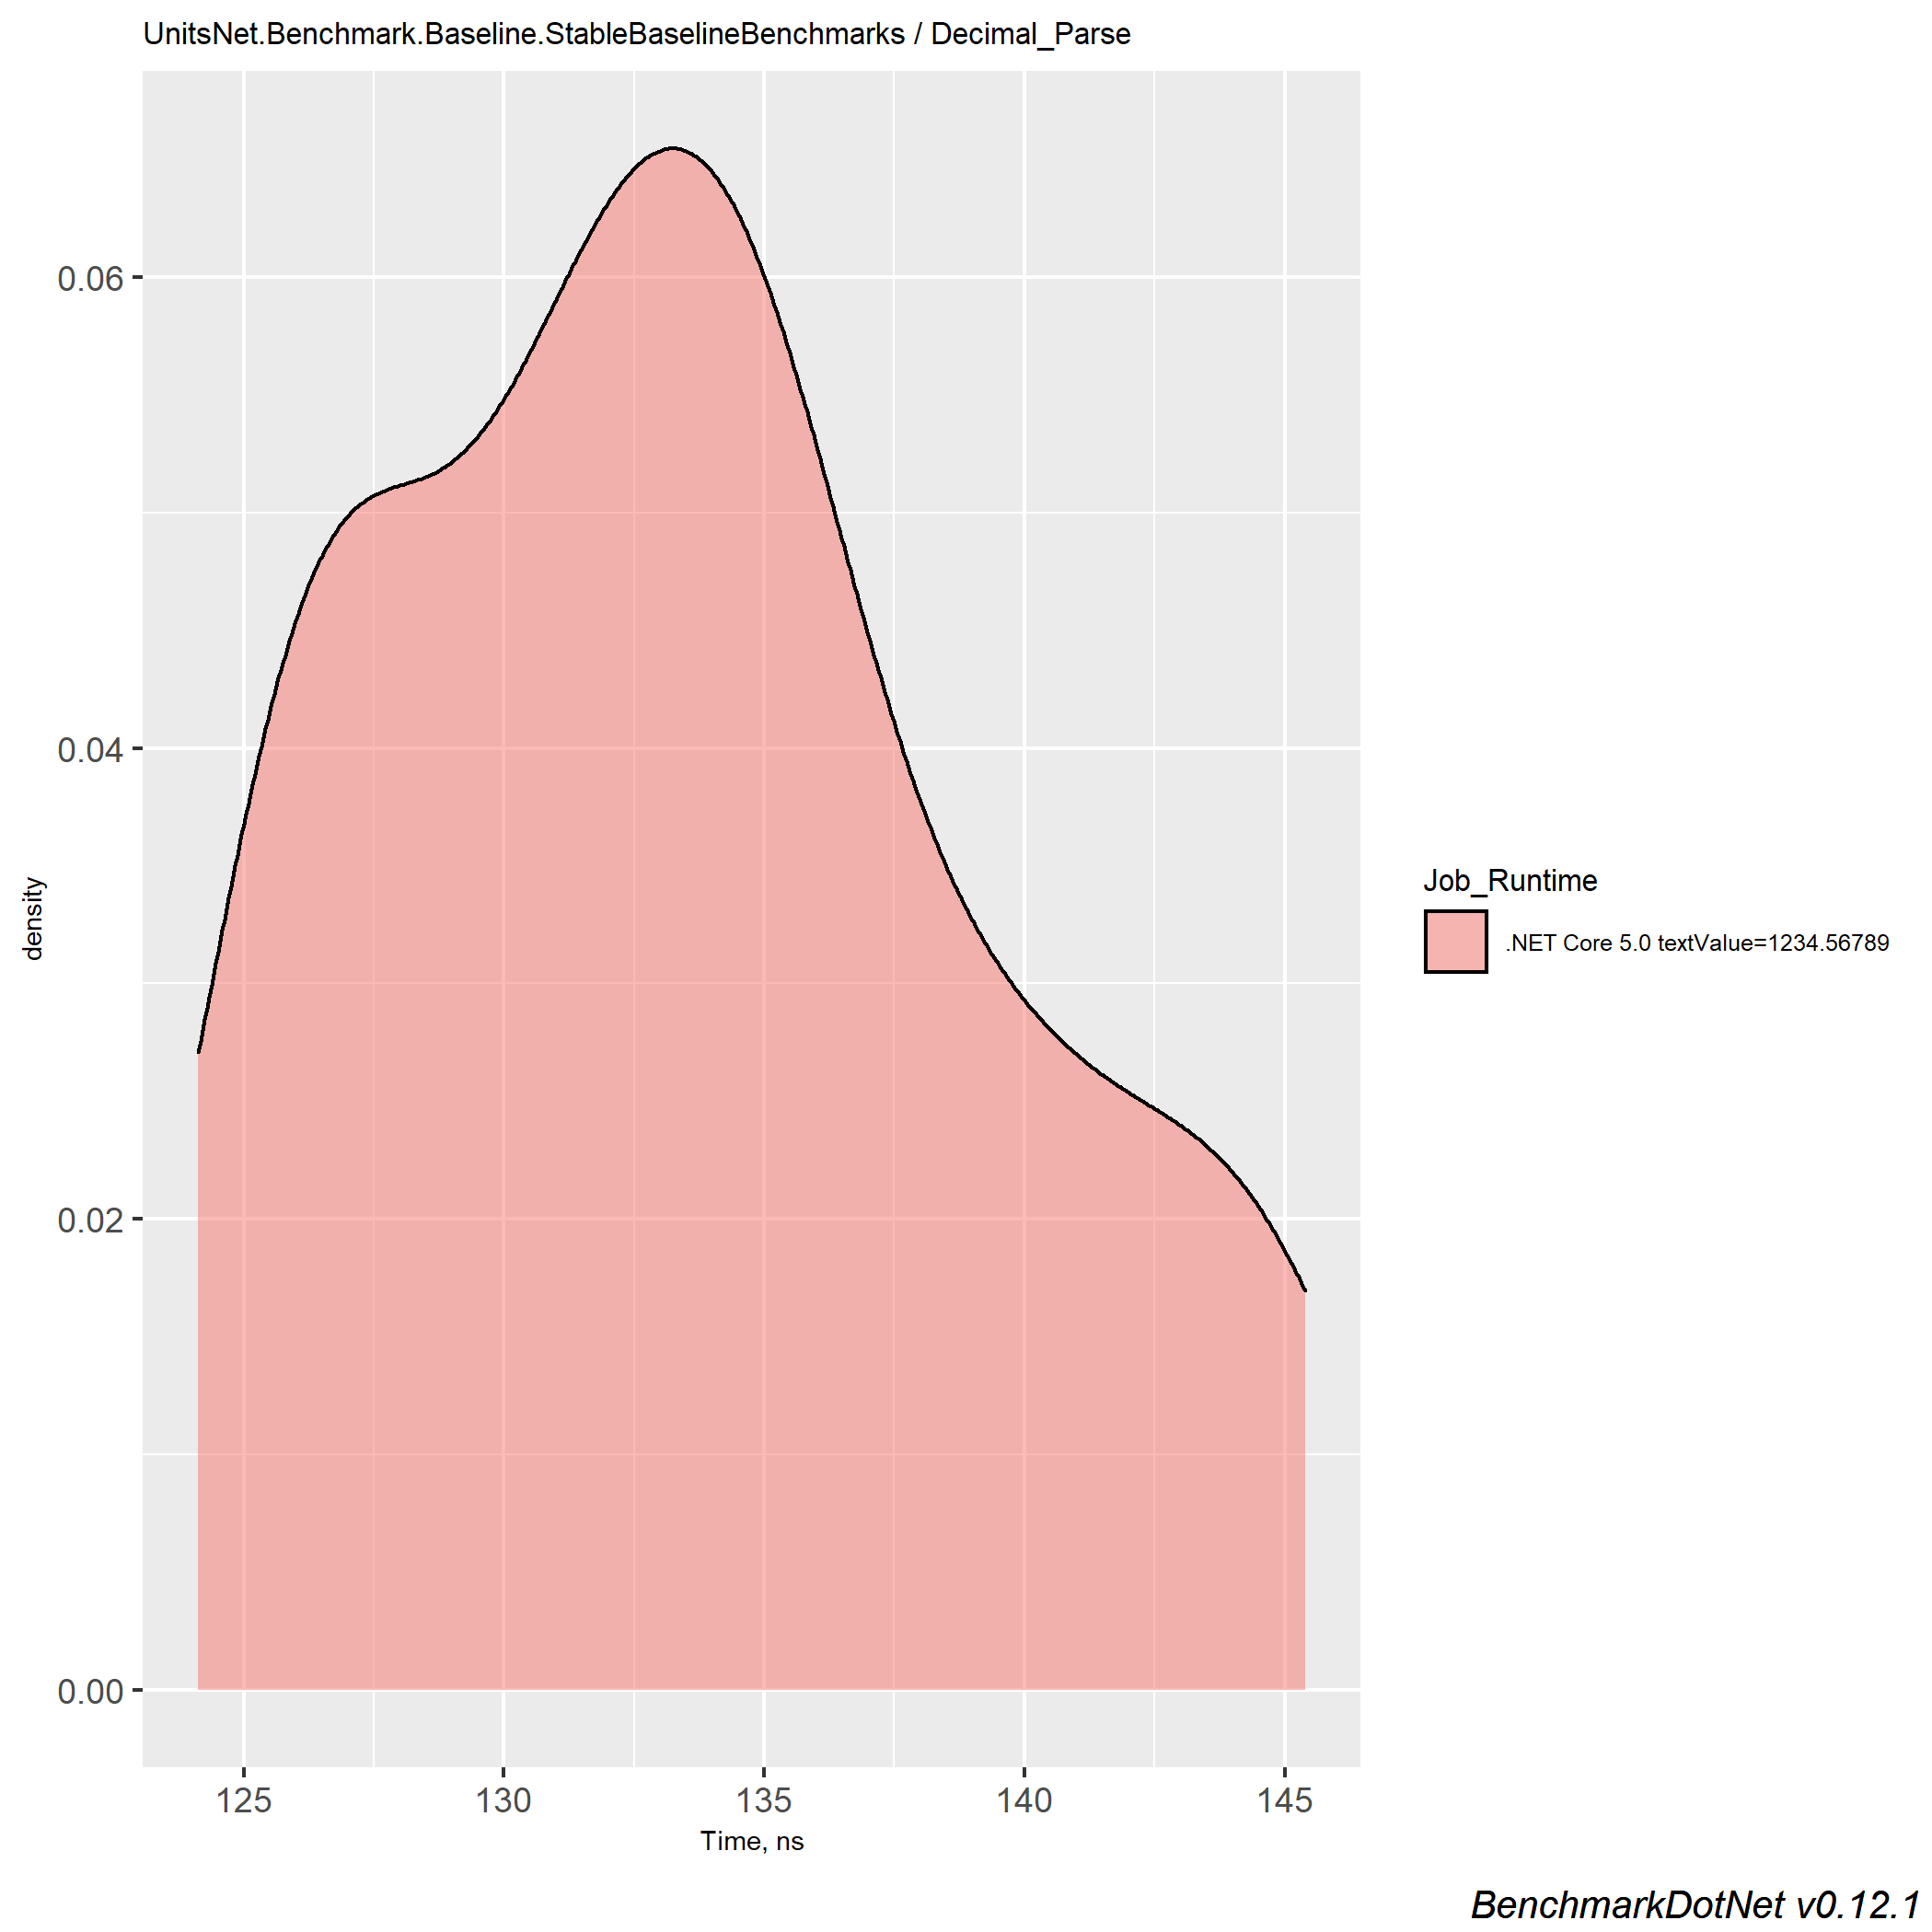 UnitsNet.Benchmark.Baseline.StableBaselineBenchmarks / Decimal_Parse
0.06
0.04
0.02
0.00
density
125 130 135 140 145
Time, ns
Job_Runtime
.NET Core 5.0 textValue=1234.56789
BenchmarkDotNet v0.12.1